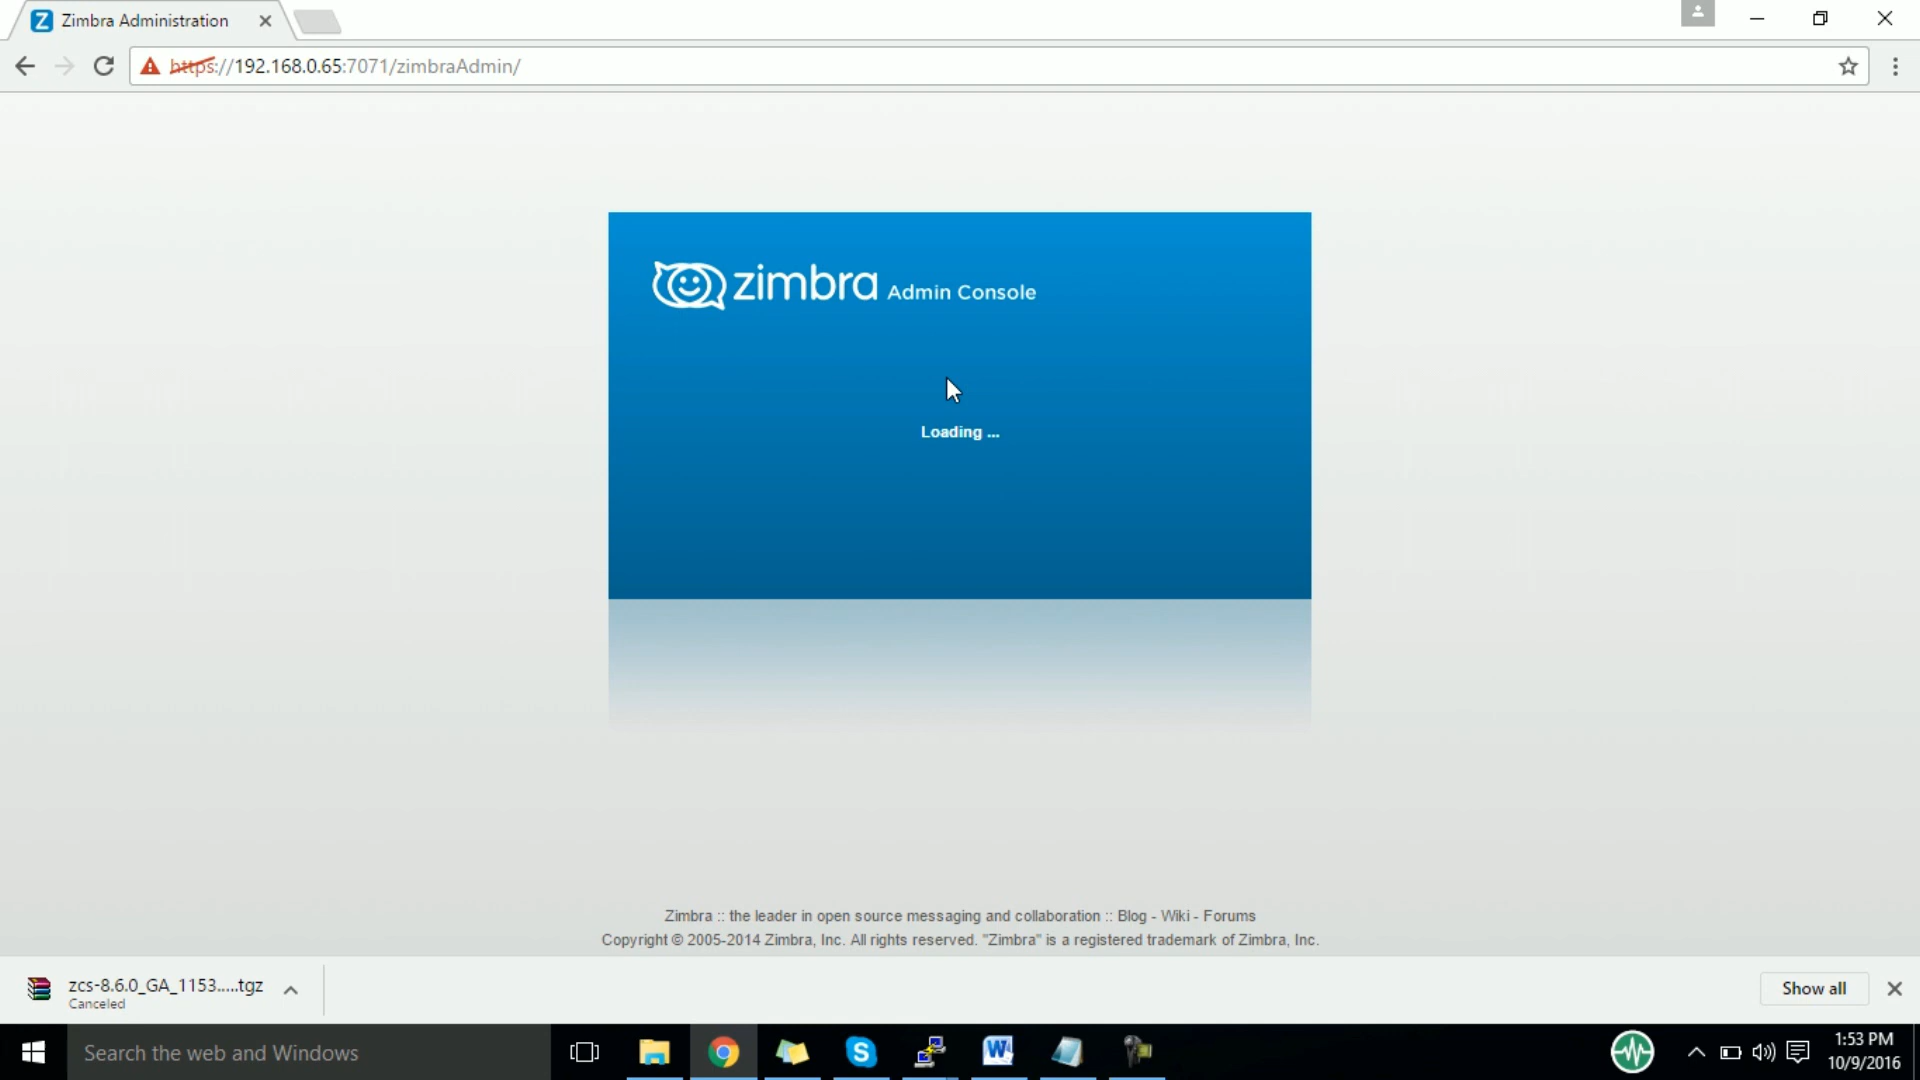 Zimbra Administration
https://192.168.0.65:7071/zimbraAdmin/
zimbra Admin Console
Loading ...
Zimbra :: the leader in open source messaging and collaboration :: Blog - Wiki - Forums
Copyright © 2005-2014 Zimbra, Inc. All rights reserved. "Zimbra" is a registered trademark of Zimbra, Inc.
zcs-8.6.0_GA_1153.....tgz
Canceled
Show all
Search the web and Windows
1:53 PM
10/9/2016